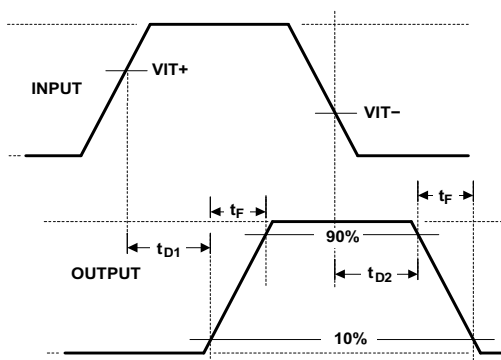 VIT+
INPUT
VIT−
tF
tF
90%
tD1
tD2
OUTPUT
10%